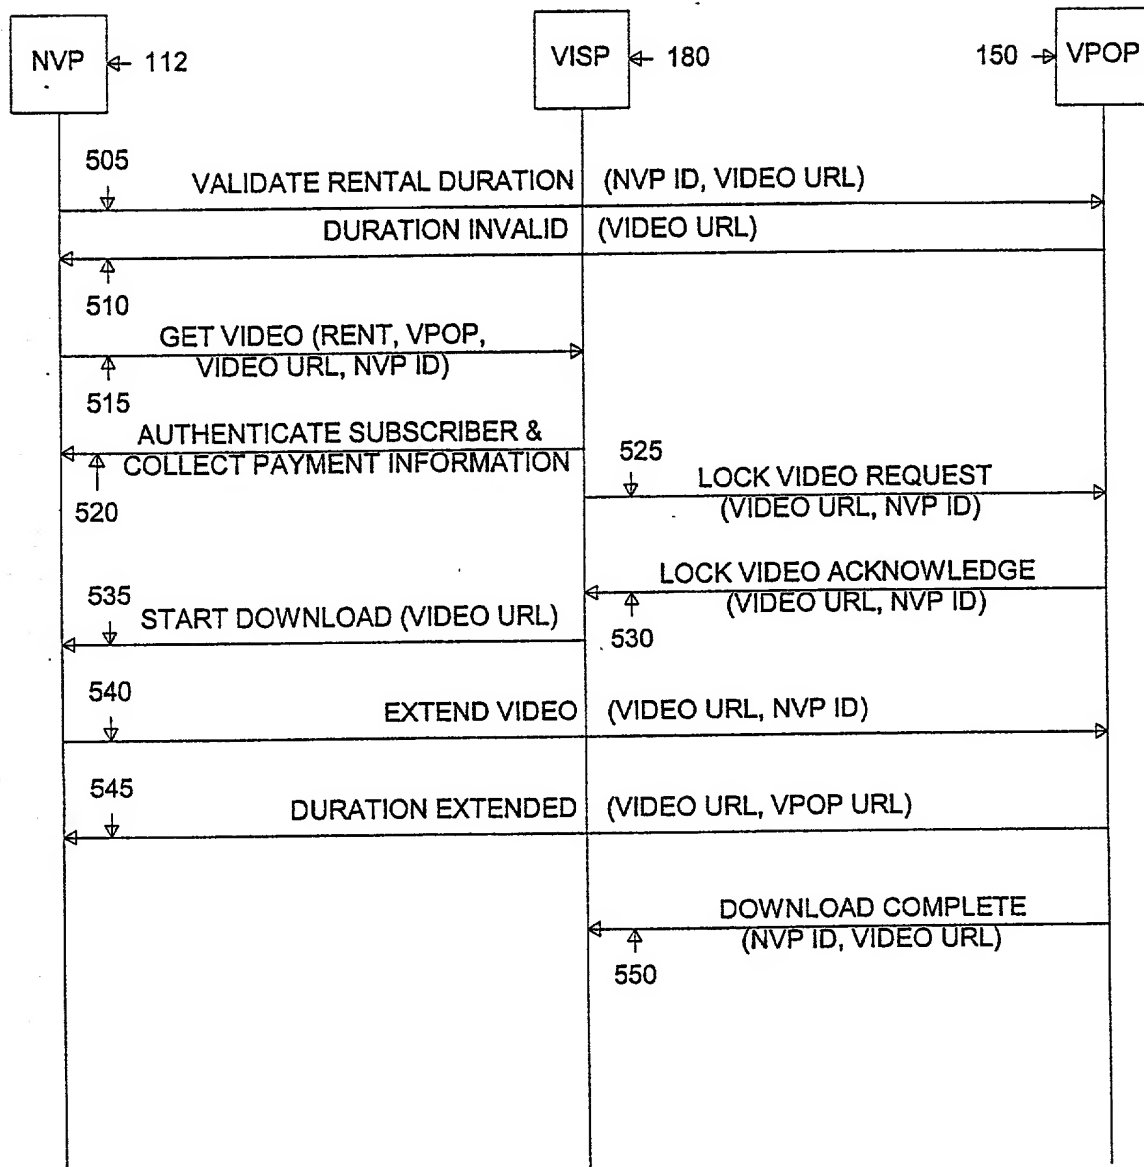 NVP
112
VISP
180
150
VPOP
505
VALIDATE RENTAL DURATION (NVP ID, VIDEO URL)
DURATION INVALID (VIDEO URL)
510
GET VIDEO (RENT, VPOP,
VIDEO URL, NVP ID)
515
AUTHENTICATE SUBSCRIBER &
COLLECT PAYMENT INFORMATION
520
525
LOCK VIDEO REQUEST
(VIDEO URL, NVP ID)
LOCK VIDEO ACKNOWLEDGE
(VIDEO URL, NVP ID)
530
535
START DOWNLOAD (VIDEO URL)
540
EXTEND VIDEO (VIDEO URL, NVP ID)
545
DURATION EXTENDED (VIDEO URL, VPOP URL)
DOWNLOAD COMPLETE
(NVP ID, VIDEO URL)
550